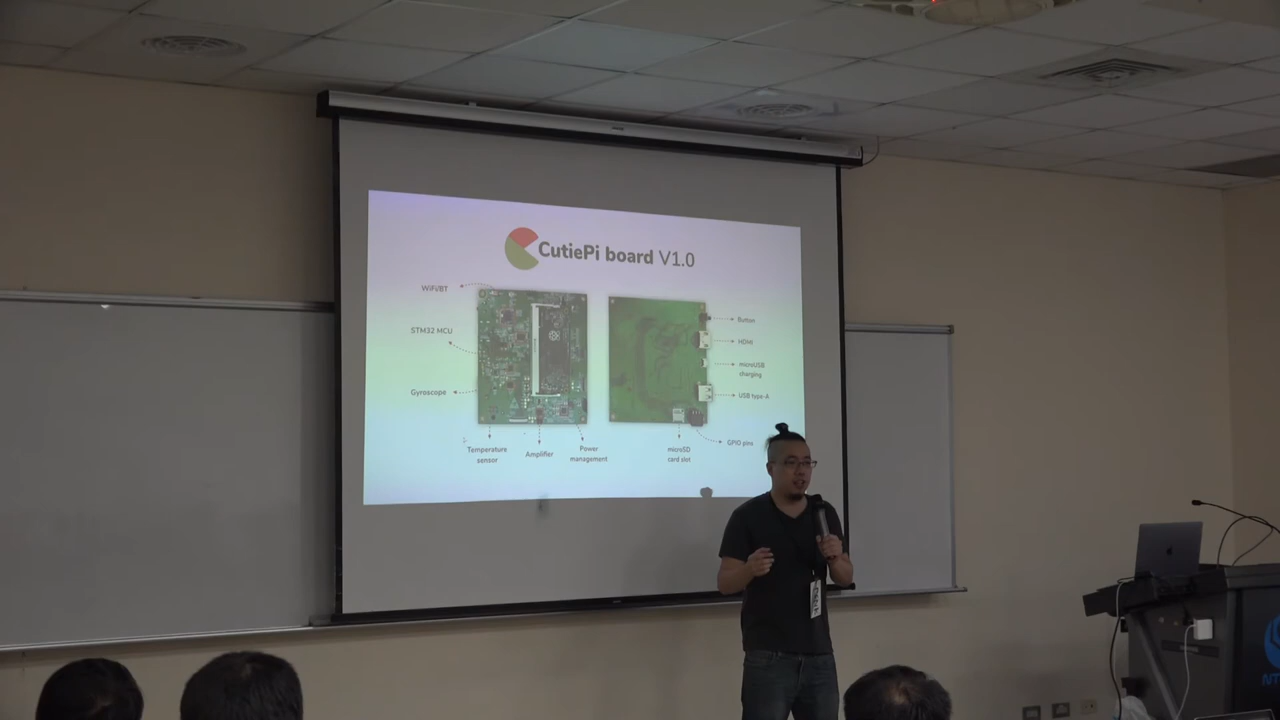 CutiePi board V1.0
WiFi/BT
STM32 MCU
Gyroscope
Temperature
sensor
Amplifier
Power
management
Button
HDMI
microUSB
charging
USB type-A
GPIO pins
microSD
card slot